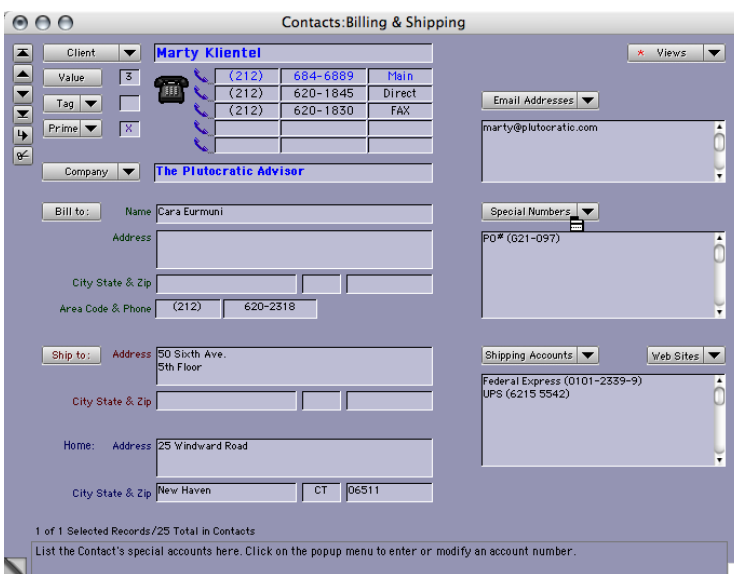 Contacts:Billing & Shipping
Client
Marty Klientel
* Views
Value 3
(212) 684-6889 Main
(212) 620-1845 Direct
(212) 620-1830 FAX
Tag
Prime X
Email Addresses
marty@plutocratic.com
Company
The Plutocratic Advisor
Bill to: Name Cara Eurmuni
Address
City State & Zip
Area Code & Phone (212) 620-2318
Special Numbers
PO# (G21-097)
Ship to: Address 50 Sixth Ave.
5th Floor
City State & Zip
Shipping Accounts
Web Sites
Federal Express (0101-2339-9)
UPS (6215 5542)
Home: Address 25 Windward Road
City State & Zip New Haven CT 06511
1 of 1 Selected Records/25 Total in Contacts
List the Contact's special accounts here. Click on the popup menu to enter or modify an account number.